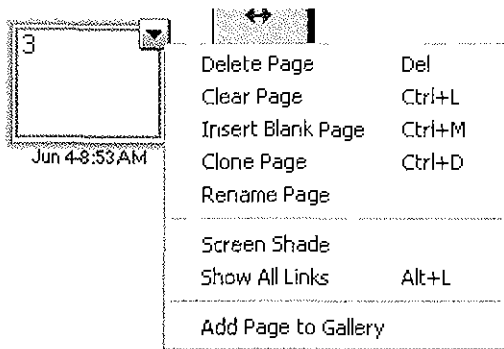 3
Jun 4-8:53 AM
Delete Page Del
Clear Page Ctrl+L
Insert Blank Page Ctrl+M
Clone Page Ctrl+D
Rename Page
Screen Shade
Show All Links Alt+L
Add Page to Gallery